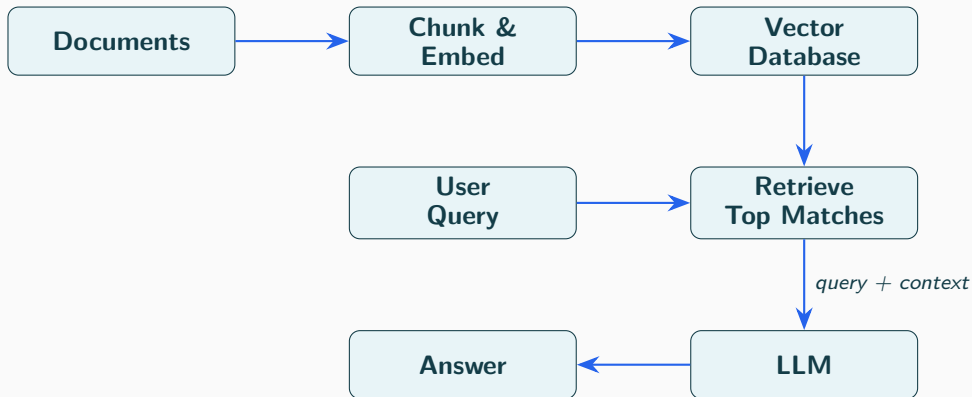 Documents
Chunk &
Embed
Vector
Database
User
Query
Retrieve
Top Matches
query + context
Answer
LLM